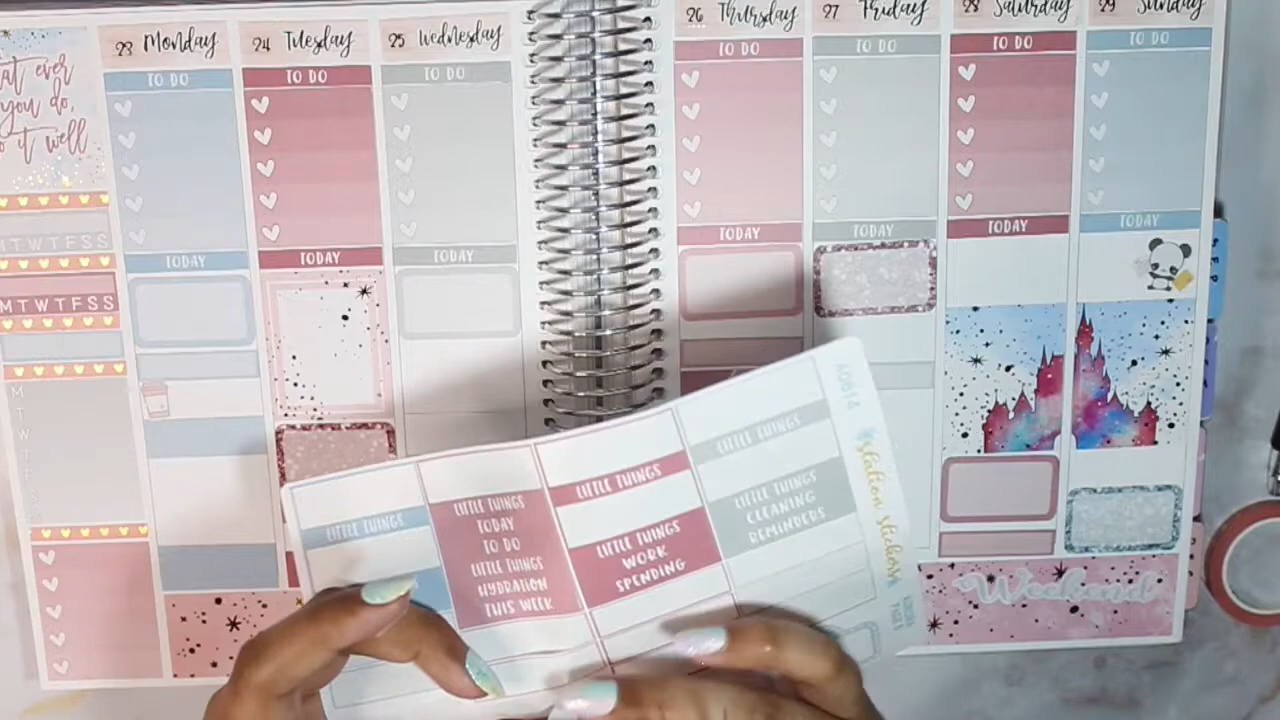 23 Monday
24 Tuesday
25 Wednesday
26 Thursday
27 Friday
28 Saturday
29 Sunday
TO DO
TO DO
TO DO
TO DO
TO DO
TO DO
TO DO
at ever
you do,
it well
MTWTFSS
MTWTFSS
TODAY
TODAY
TODAY
TODAY
TODAY
TODAY
TODAY
M
T
W
T
F
S
LITTLE THINGS
LITTLE THINGS
TODAY
TO DO
LITTLE THINGS
HYDRATION
THIS WEEK
LITTLE THINGS
LITTLE THINGS
WORK
SPENDING
LITTLE THINGS
LITTLE THINGS
CLEANING
REMINDERS
Station Stickers
Weekend
SEP